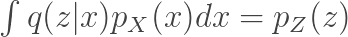 ∫ q(z|x)p_X(x)dx = p_Z(z)